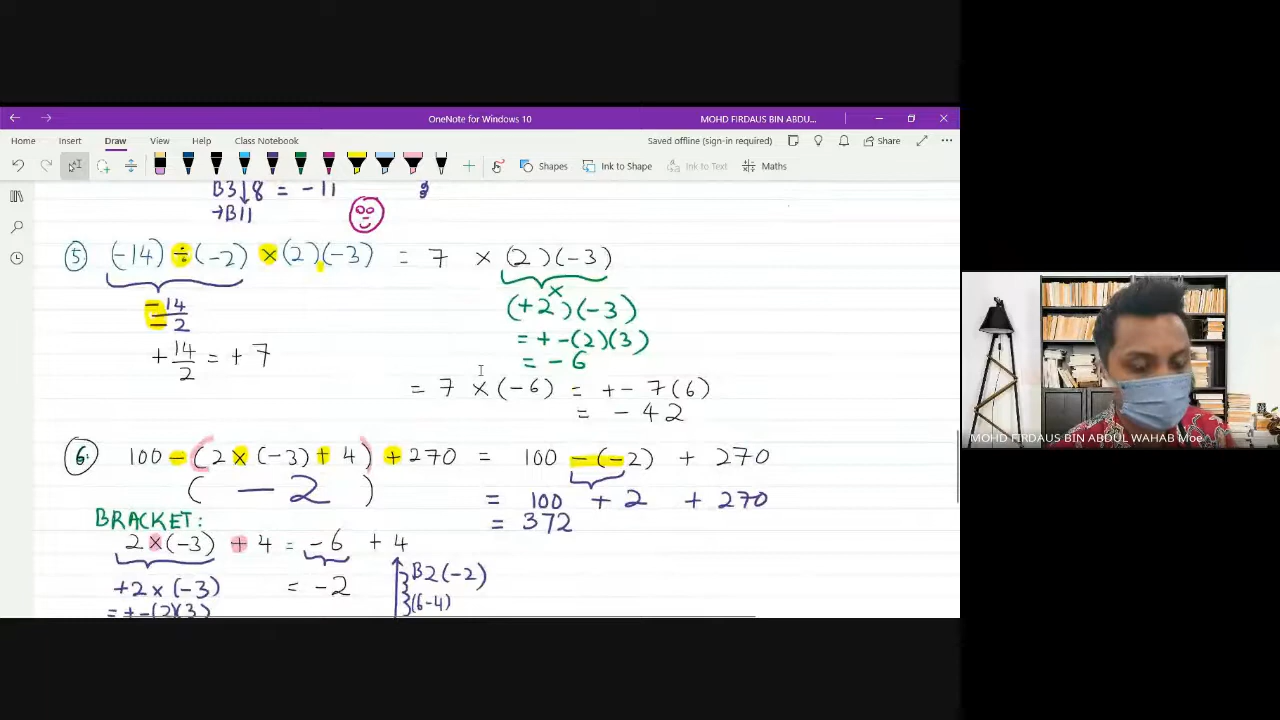 OneNote for Windows 10
MOHD FIRDAUS BIN ABDU...
Home Insert Draw View Help Class Notebook
Saved offline (sign-in required)
Share
Shapes Ink to Shape Ink to Text Maths
B3↓8 = -11
→B11
⑤ (-14) ÷ (-2) × (2)(-3) = 7 × (2)(-3)
-14
-2
+14/2 = +7
×
(+2)(-3)
= +-(2)(3)
= -6
= 7 × (-6) = +- 7(6)
= -42
⑥ 100 - (2 × (-3) + 4) + 270 = 100 - (-2) + 270
( -2 )
= 100 + 2 + 270
= 372
BRACKET:
2 × (-3) + 4 = -6 + 4
= -2
B2(-2)
(6-4)
+2 × (-3)
= +-(2)(3)
MOHD FIRDAUS BIN ABDUL WAHAB Moe